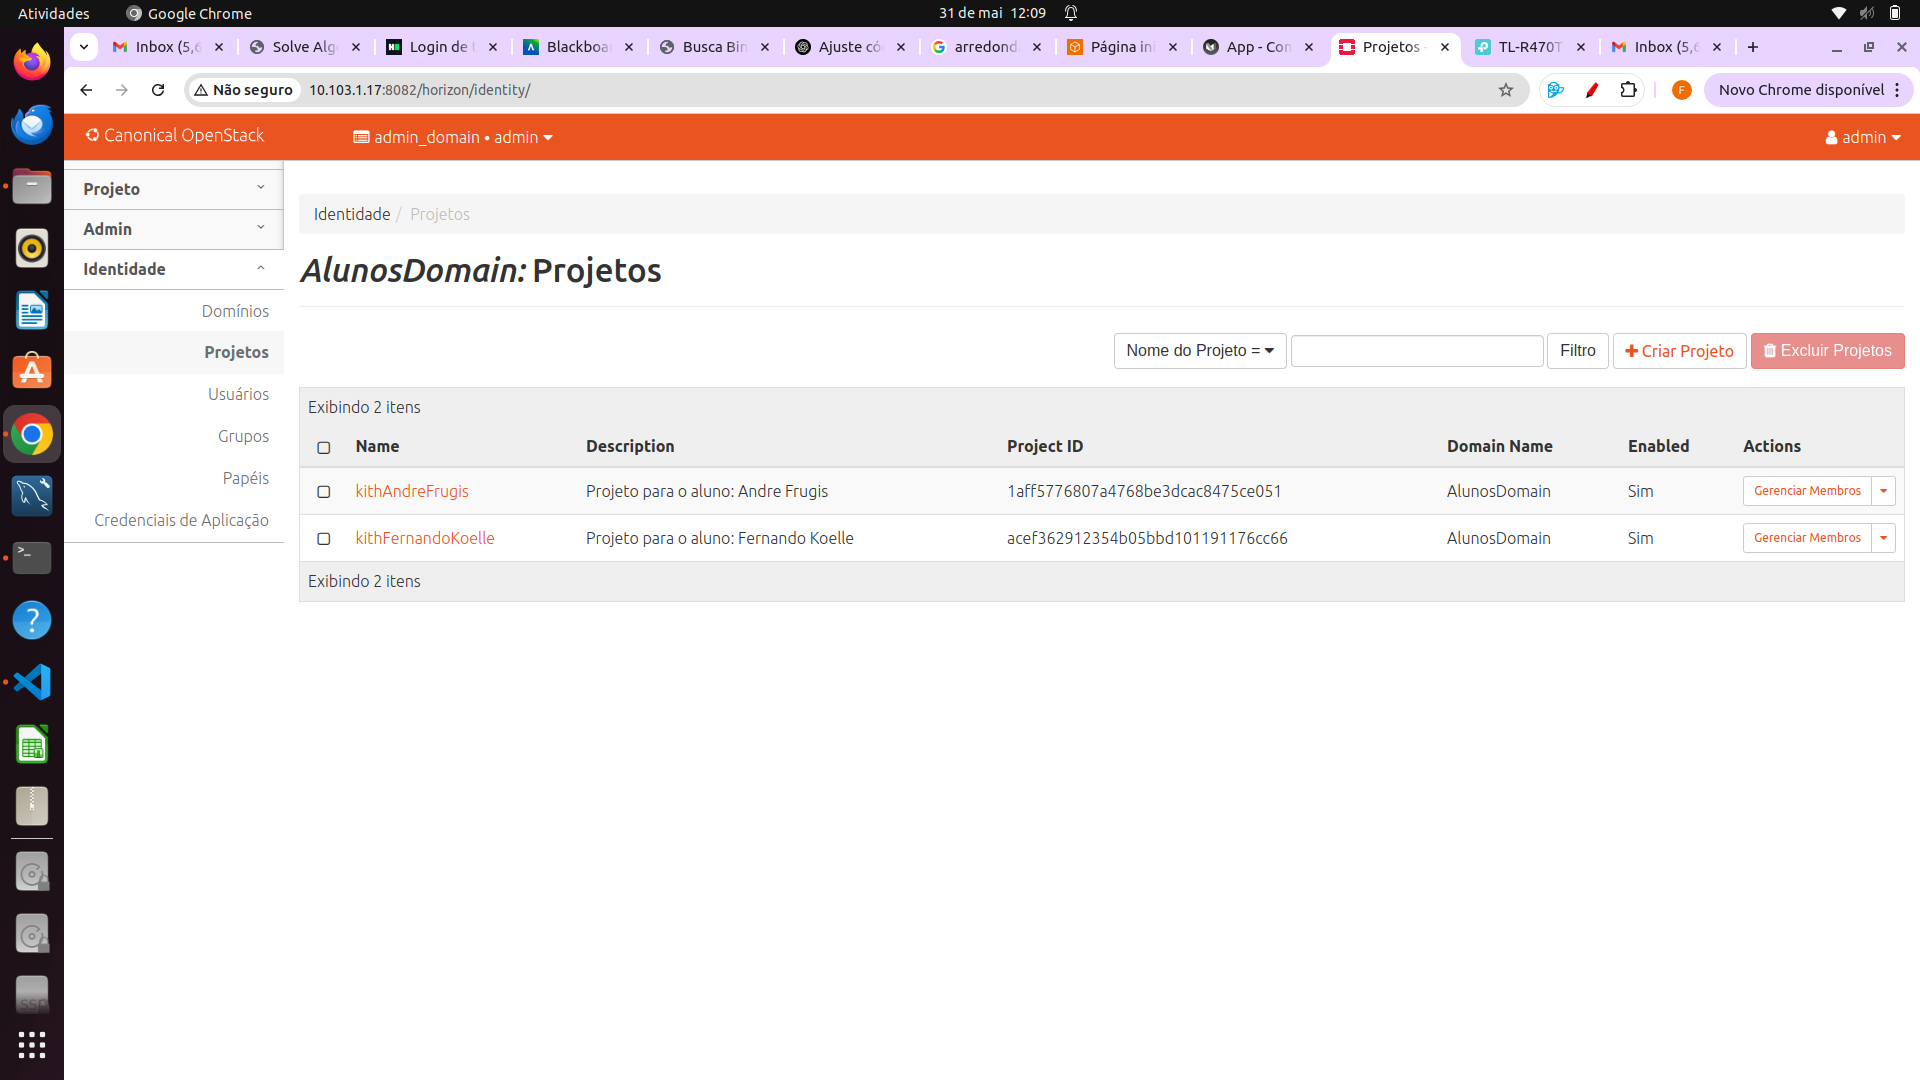 Atividades
Google Chrome
31 de mai 12:09
Inbox (5,6
Solve Alg
Login de
Blackboa
Busca Bin
Ajuste có
arredond
Página ini
App - Con
Projetos -
TL-R470T
Inbox (5,6
Não seguro
10.103.1.17:8082/horizon/identity/
F
Novo Chrome disponível
Canonical OpenStack
admin_domain • admin
admin
Projeto
Admin
Identidade
Domínios
Projetos
Usuários
Grupos
Papéis
Credenciais de Aplicação
Identidade / Projetos
AlunosDomain: Projetos
Nome do Projeto =
Filtro
Criar Projeto
Excluir Projetos
Exibindo 2 itens
Name Description Project ID Domain Name Enabled Actions
kithAndreFrugis Projeto para o aluno: Andre Frugis 1aff5776807a4768be3dcac8475ce051 AlunosDomain Sim Gerenciar Membros
kithFernandoKoelle Projeto para o aluno: Fernando Koelle acef362912354b05bbd101191176cc66 AlunosDomain Sim Gerenciar Membros
Exibindo 2 itens